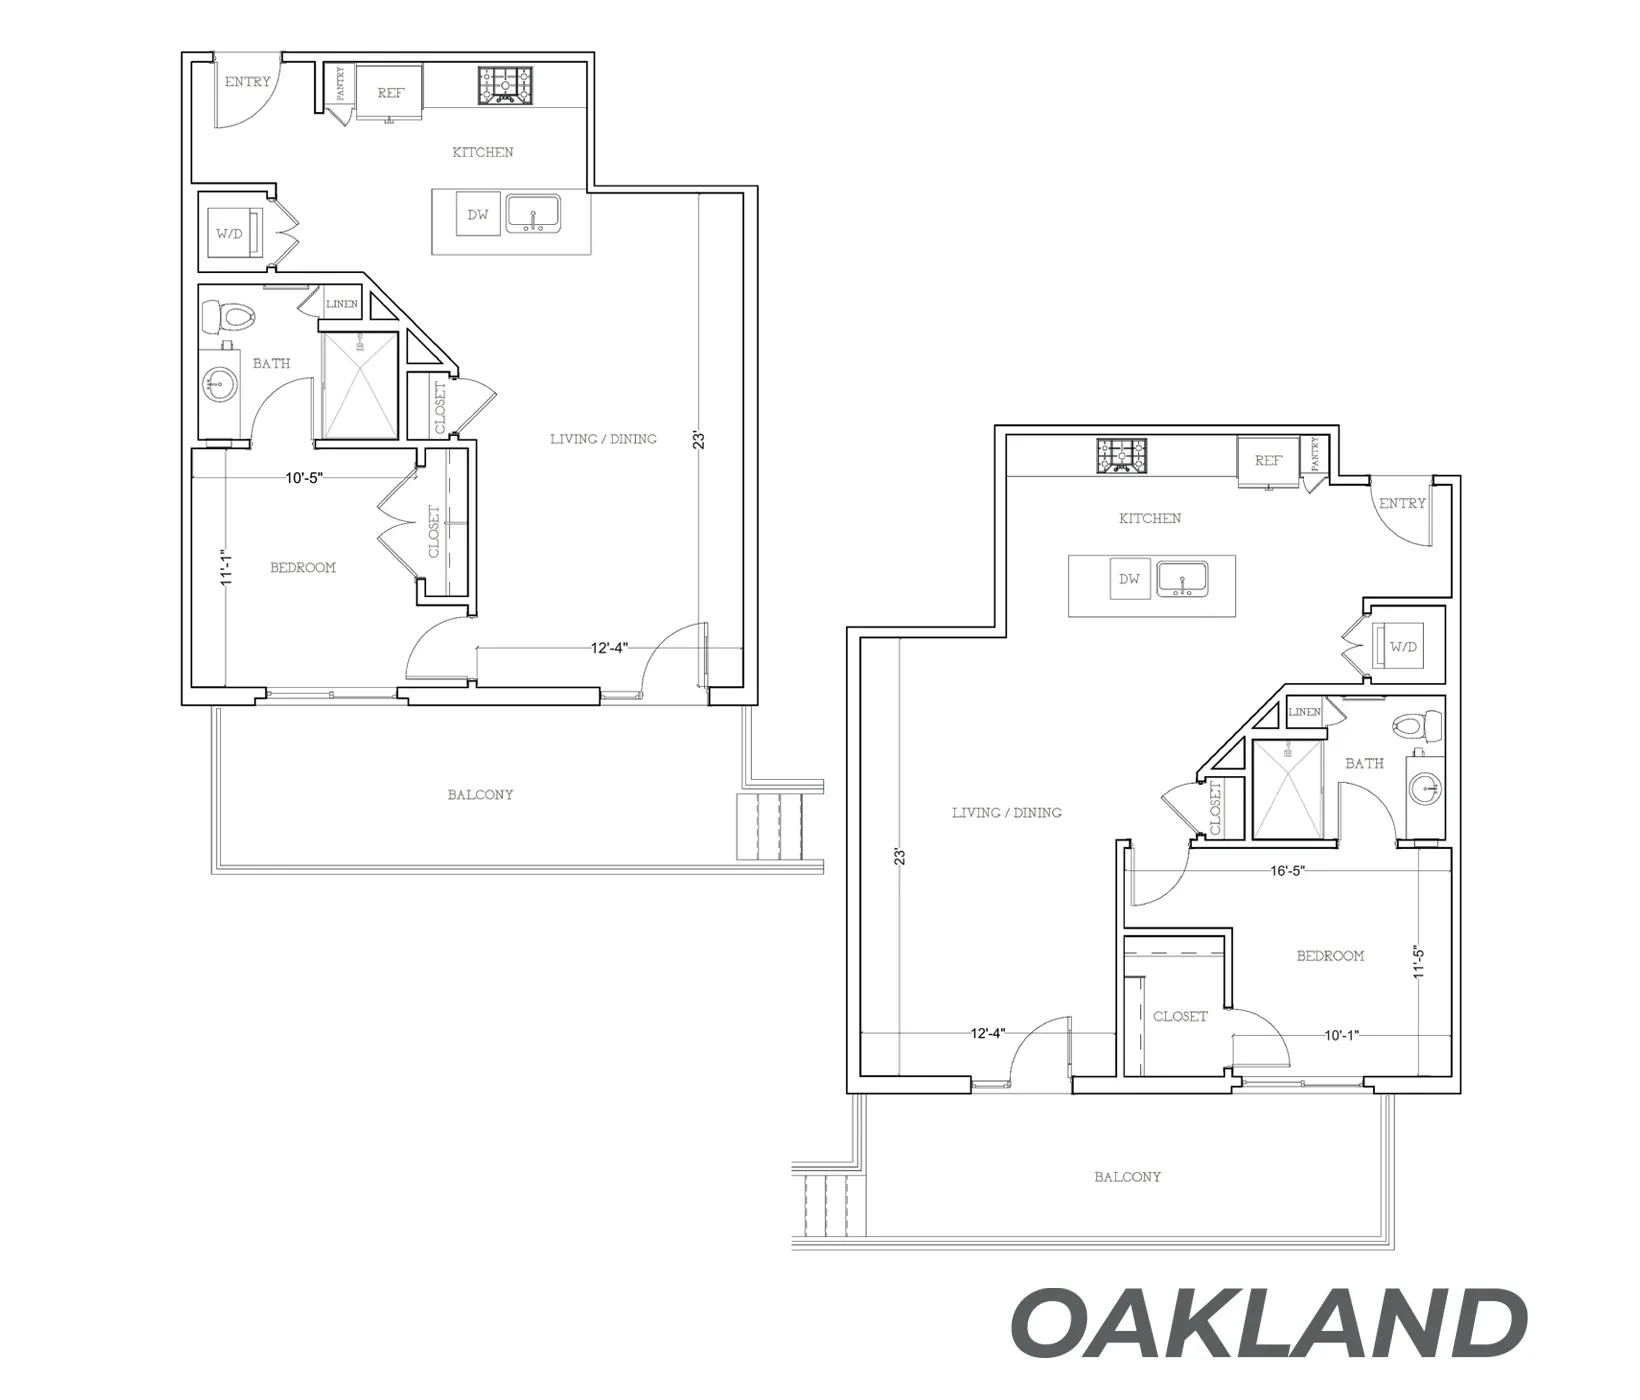 ENTRY
PANTRY
REF
KITCHEN
DW
W/D
LINEN
BATH
CLOSET
LIVING / DINING
23'
10'-5"
CLOSET
11'-1"
BEDROOM
12'-4"
BALCONY
REF
PANTRY
ENTRY
KITCHEN
DW
W/D
LINEN
BATH
CLOSET
LIVING / DINING
23'
16'-5"
BEDROOM
11'-5"
CLOSET
12'-4"
10'-1"
BALCONY
OAKLAND